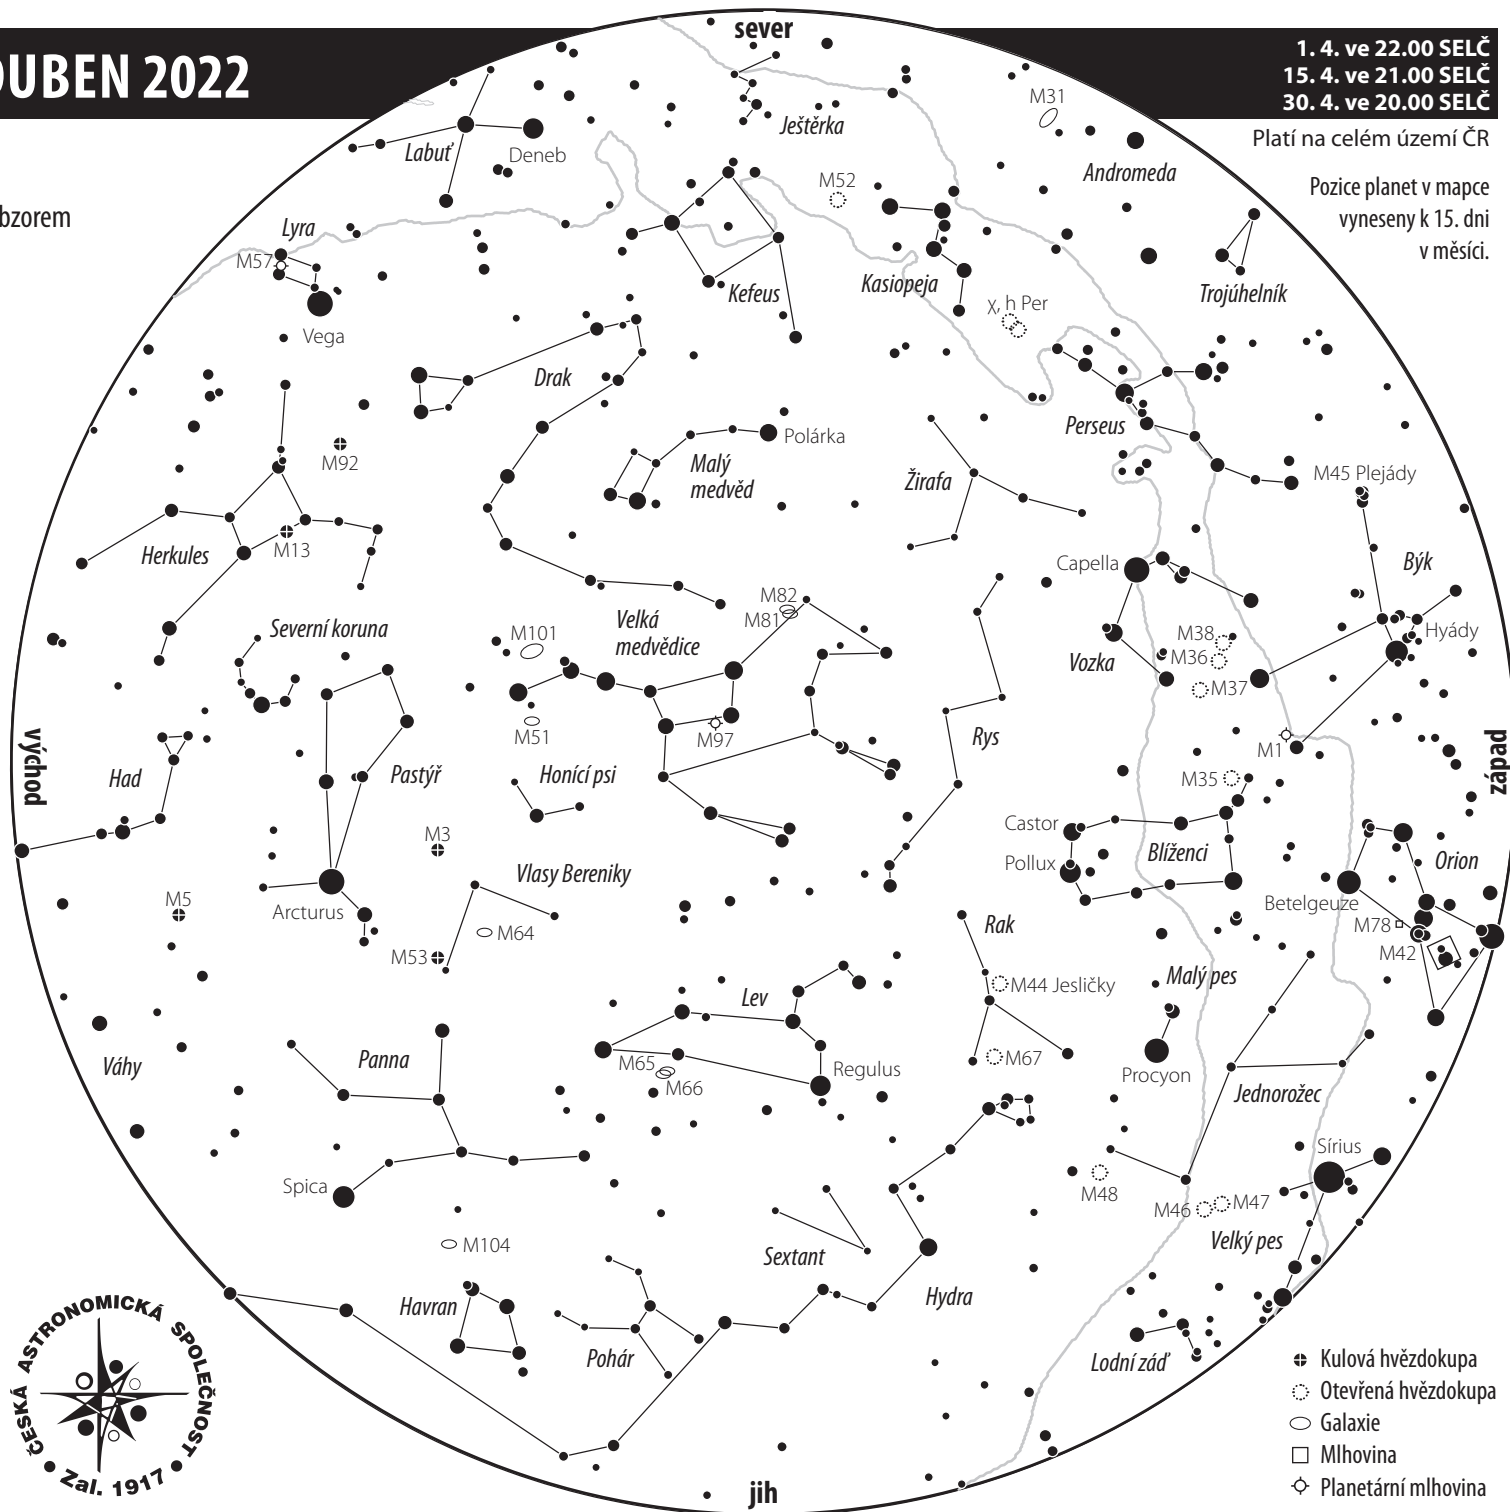 DUBEN 2022
bzorem
1. 4. ve 22.00 SELČ
15. 4. ve 21.00 SELČ
30. 4. ve 20.00 SELČ
Platí na celém území ČR
Pozice planet v mapce
vyneseny k 15. dni
v měsíci.
sever
M31
Ještěrka
Labuť
Deneb
Andromeda
M52
Lyra
M57
Kefeus
Kasiopeja
Trojúhelník
χ, h Per
Vega
Drak
Perseus
Polárka
M92
Malý
medvěd
Žirafa
M45 Plejády
Herkules
M13
Capella
Býk
M82
M81
Velká
medvědice
Severní koruna
M101
M38
M36
M37
Hyády
Vozka
východ
M51
M97
Rys
M1
západ
Had
Pastýř
Honící psi
M35
M3
Castor
Pollux
Blíženci
Orion
Vlasy Bereniky
M5
Arcturus
M64
M53
Rak
Betelgeuze
M78
M42
M44 Jesličky
Malý pes
Lev
Váhy
Panna
M65
M66
Regulus
M67
Procyon
Jednorožec
Sírius
Spica
M48
M46
M47
M104
Sextant
Velký pes
Havran
Hydra
Pohár
Lodní záď
ČESKÁ ASTRONOMICKÁ SPOLEČNOST
Zal. 1917
Kulová hvězdokupa
Otevřená hvězdokupa
Galaxie
Mlhovina
Planetární mlhovina
jih